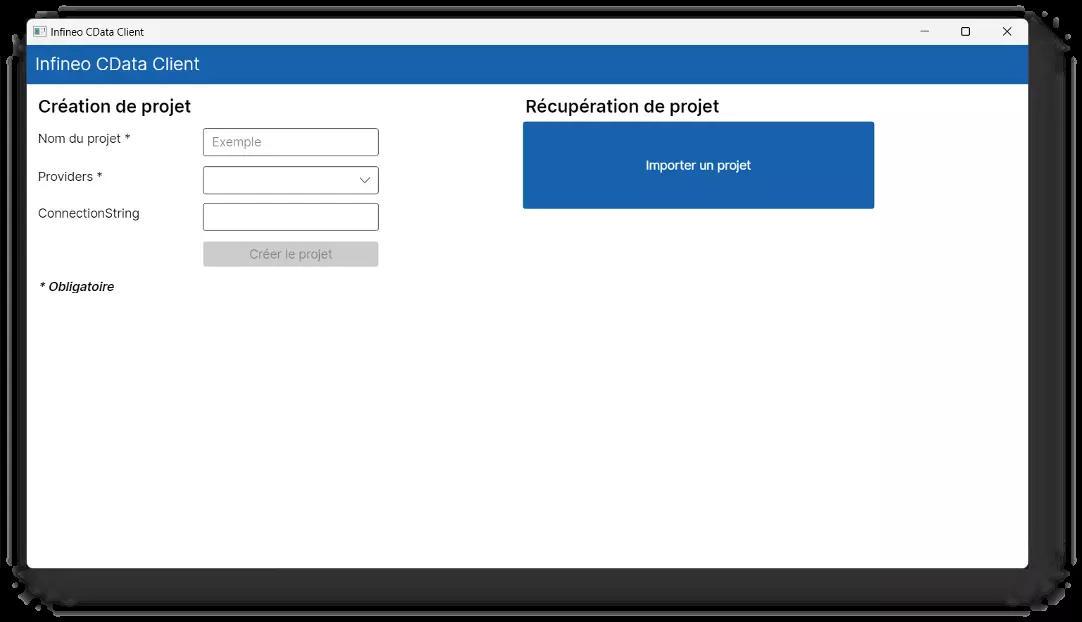 Infineo CData Client
Infineo CData Client
Création de projet
Nom du projet *
Exemple
Providers *
ConnectionString
Créer le projet
* Obligatoire
Récupération de projet
Importer un projet